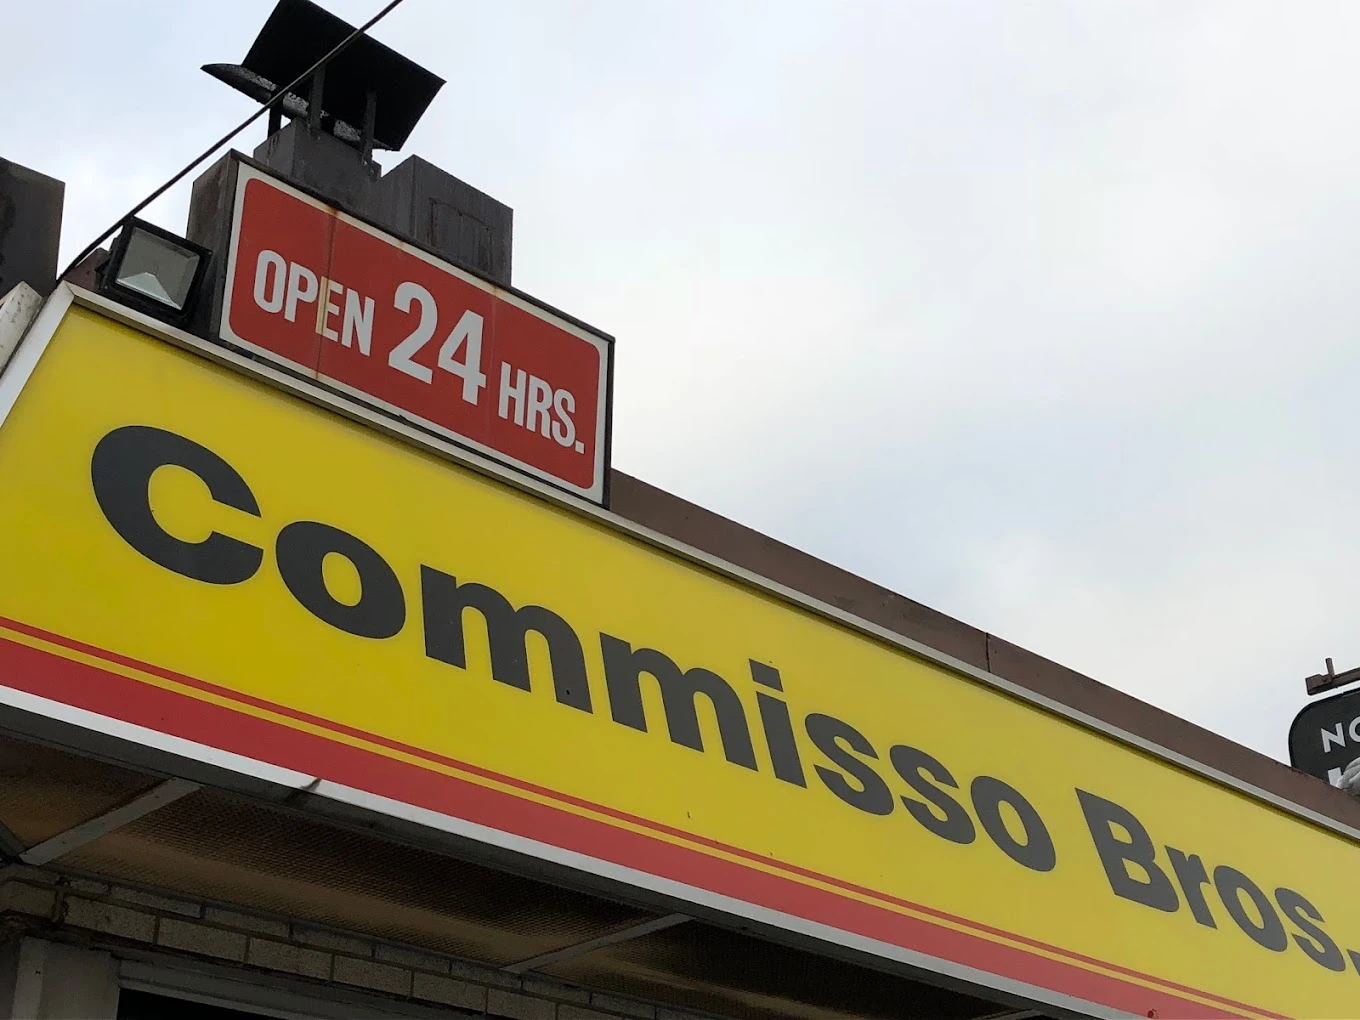 OPEN 24 HRS.
Commisso Bros.